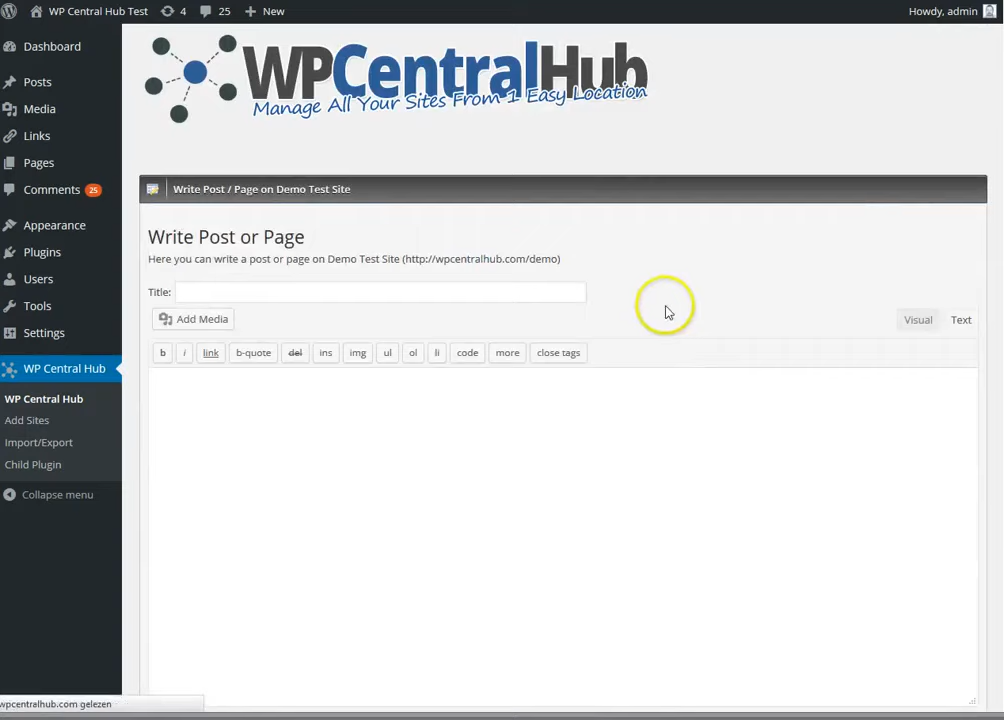 WP Central Hub Test 4 25 New Howdy, admin
Dashboard
Posts
Media
Links
Pages
Comments 25
Appearance
Plugins
Users
Tools
Settings
WP Central Hub
WP Central Hub
Add Sites
Import/Export
Child Plugin
Collapse menu
WPCentralHub
Manage All Your Sites From 1 Easy Location
Write Post / Page on Demo Test Site
Write Post or Page
Here you can write a post or page on Demo Test Site (http://wpcentralhub.com/demo)
Title:
Add Media Visual Text
b i link b-quote del ins img ul ol li code more close tags
wpcentralhub.com gelezen